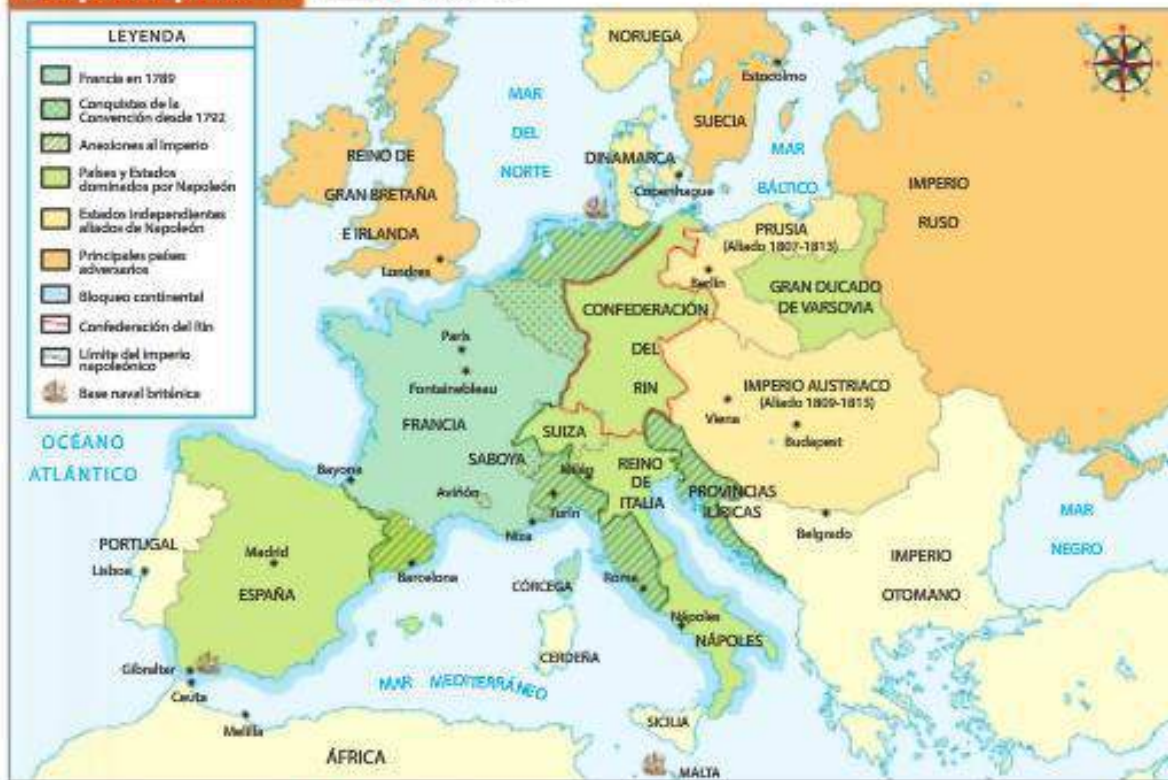 LEYENDA
Francia en 1789
Conquistas de la
Convención desde 1792
Anexiones al Imperio
Países y Estados
dominados por Napoleón
Estados independientes
aliados de Napoleón
Principales países
adversarios
Bloqueo continental
Confederación del Rin
Límite del imperio
napoleónico
Base naval británica
NORUEGA
Estocolmo
SUECIA
MAR
DEL
NORTE
DINAMARCA
Copenhague
MAR
BÁLTICO
REINO DE
GRAN BRETAÑA
E IRLANDA
Londres
IMPERIO
RUSO
PRUSIA
(Aliado 1807-1813)
Berlín
GRAN DUCADO
DE VARSOVIA
CONFEDERACIÓN
DEL
RIN
París
Fontainebleau
FRANCIA
IMPERIO AUSTRIACO
(Aliado 1809-1813)
Viena
Budapest
SUIZA
SABOYA
Milán
REINO
DE
ITALIA
Turín
PROVINCIAS
ILÍRICAS
OCÉANO
ATLÁNTICO
Bayona
Aviñón
Niza
Belgrado
MAR
NEGRO
PORTUGAL
Lisboa
Madrid
ESPAÑA
Barcelona
CÓRCEGA
Roma
IMPERIO
OTOMANO
Nápoles
NÁPOLES
CERDEÑA
Gibraltar
Ceuta
MAR MEDITERRÁNEO
Melilla
SICILIA
ÁFRICA
MALTA